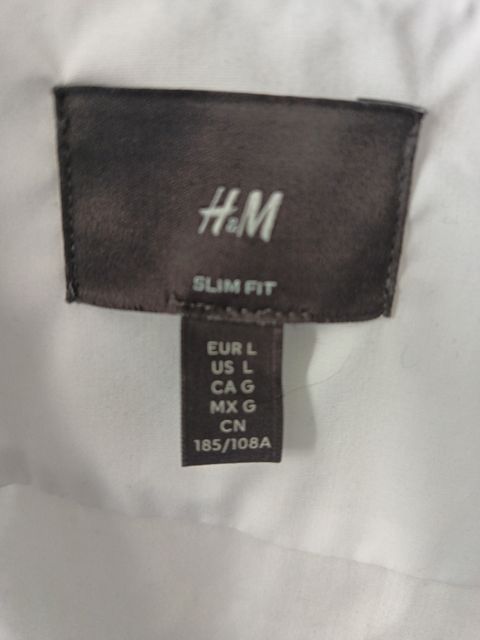 H&M
SLIM FIT
EUR L
US L
CA G
MX G
CN
185/108A